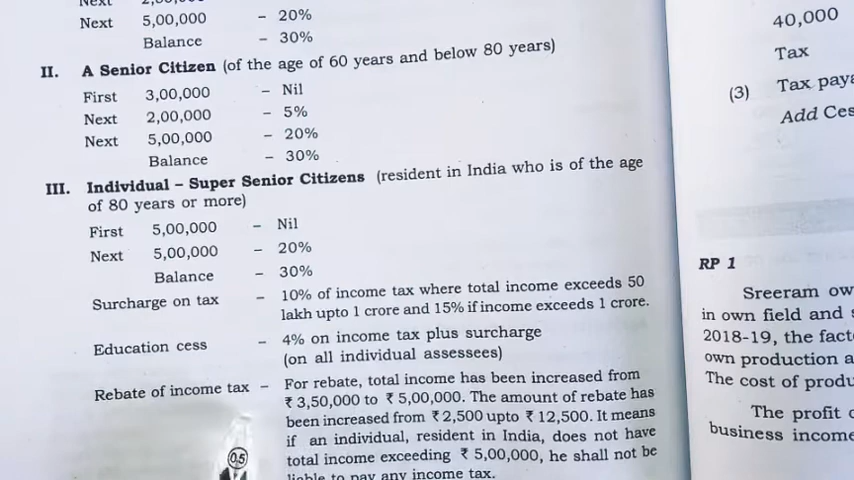 Next
Next 5,00,000 – 20%
Balance – 30%
II. A Senior Citizen (of the age of 60 years and below 80 years)
First 3,00,000 – Nil
Next 2,00,000 – 5%
Next 5,00,000 – 20%
Balance – 30%
III. Individual – Super Senior Citizens (resident in India who is of the age
of 80 years or more)
First 5,00,000 – Nil
Next 5,00,000 – 20%
Balance – 30%
Surcharge on tax – 10% of income tax where total income exceeds 50
lakh upto 1 crore and 15% if income exceeds 1 crore.
Education cess – 4% on income tax plus surcharge
(on all individual assessees)
Rebate of income tax – For rebate, total income has been increased from
₹ 3,50,000 to ₹ 5,00,000. The amount of rebate has
been increased from ₹ 2,500 upto ₹ 12,500. It means
if an individual, resident in India, does not have
total income exceeding ₹ 5,00,000, he shall not be
liable to pay any income tax.
0.5
40,000
Tax
(3) Tax paya
Add Ces
RP 1
Sreeram ow
in own field and s
2018-19, the fact
own production a
The cost of produ
The profit o
business income